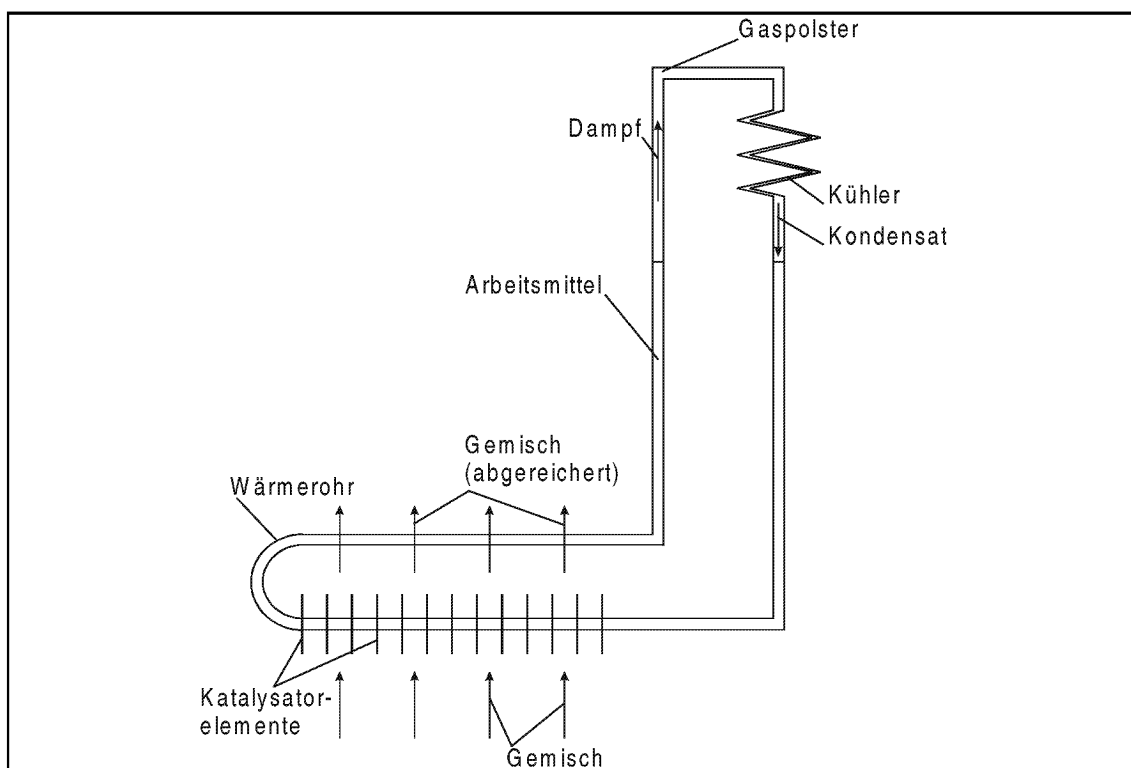 Gaspolster
Dampf
Kühler
Kondensat
Arbeitsmittel
Gemisch
(abgereichert)
Wärmerohr
Katalysator-
elemente
Gemisch